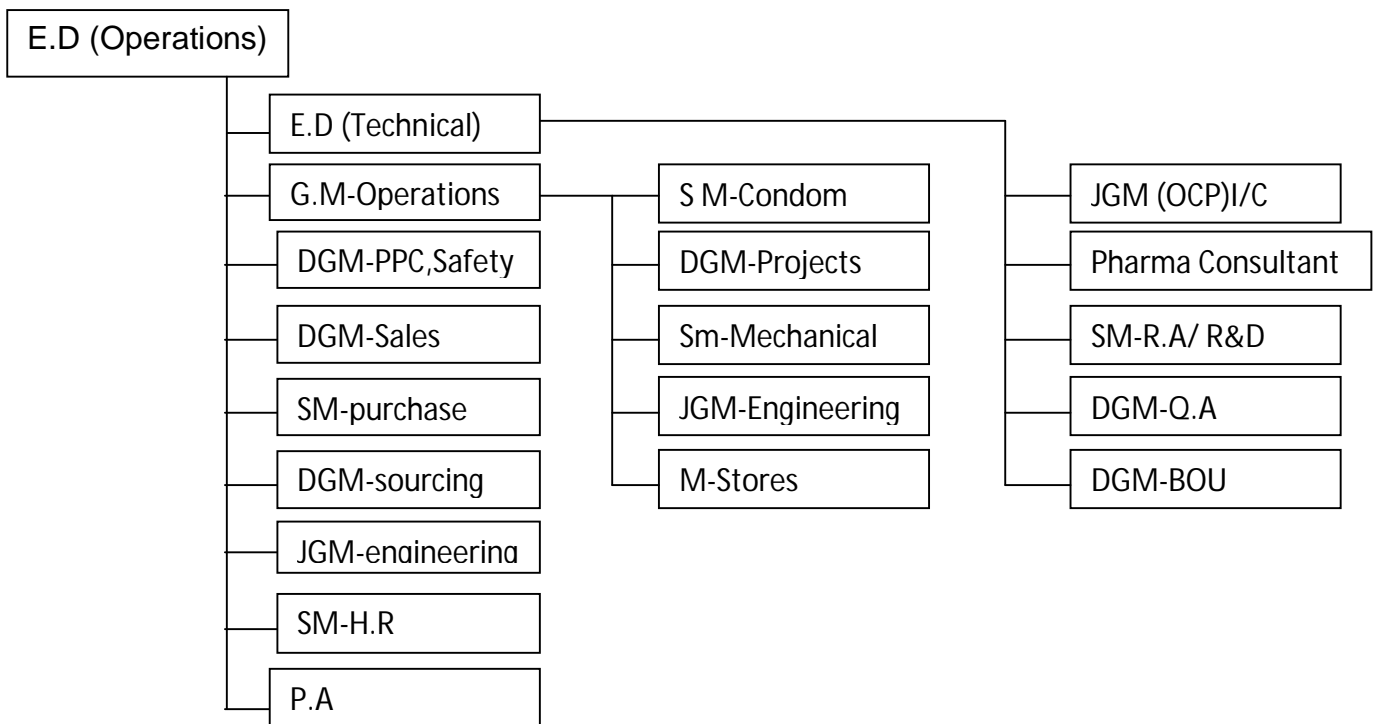 E.D (Operations)
E.D (Technical)
G.M-Operations
DGM-PPC,Safety
DGM-Sales
SM-purchase
DGM-sourcing
JGM-engineering
SM-H.R
P.A
S M-Condom
DGM-Projects
Sm-Mechanical
JGM-Engineering
M-Stores
JGM (OCP)I/C
Pharma Consultant
SM-R.A/ R&D
DGM-Q.A
DGM-BOU